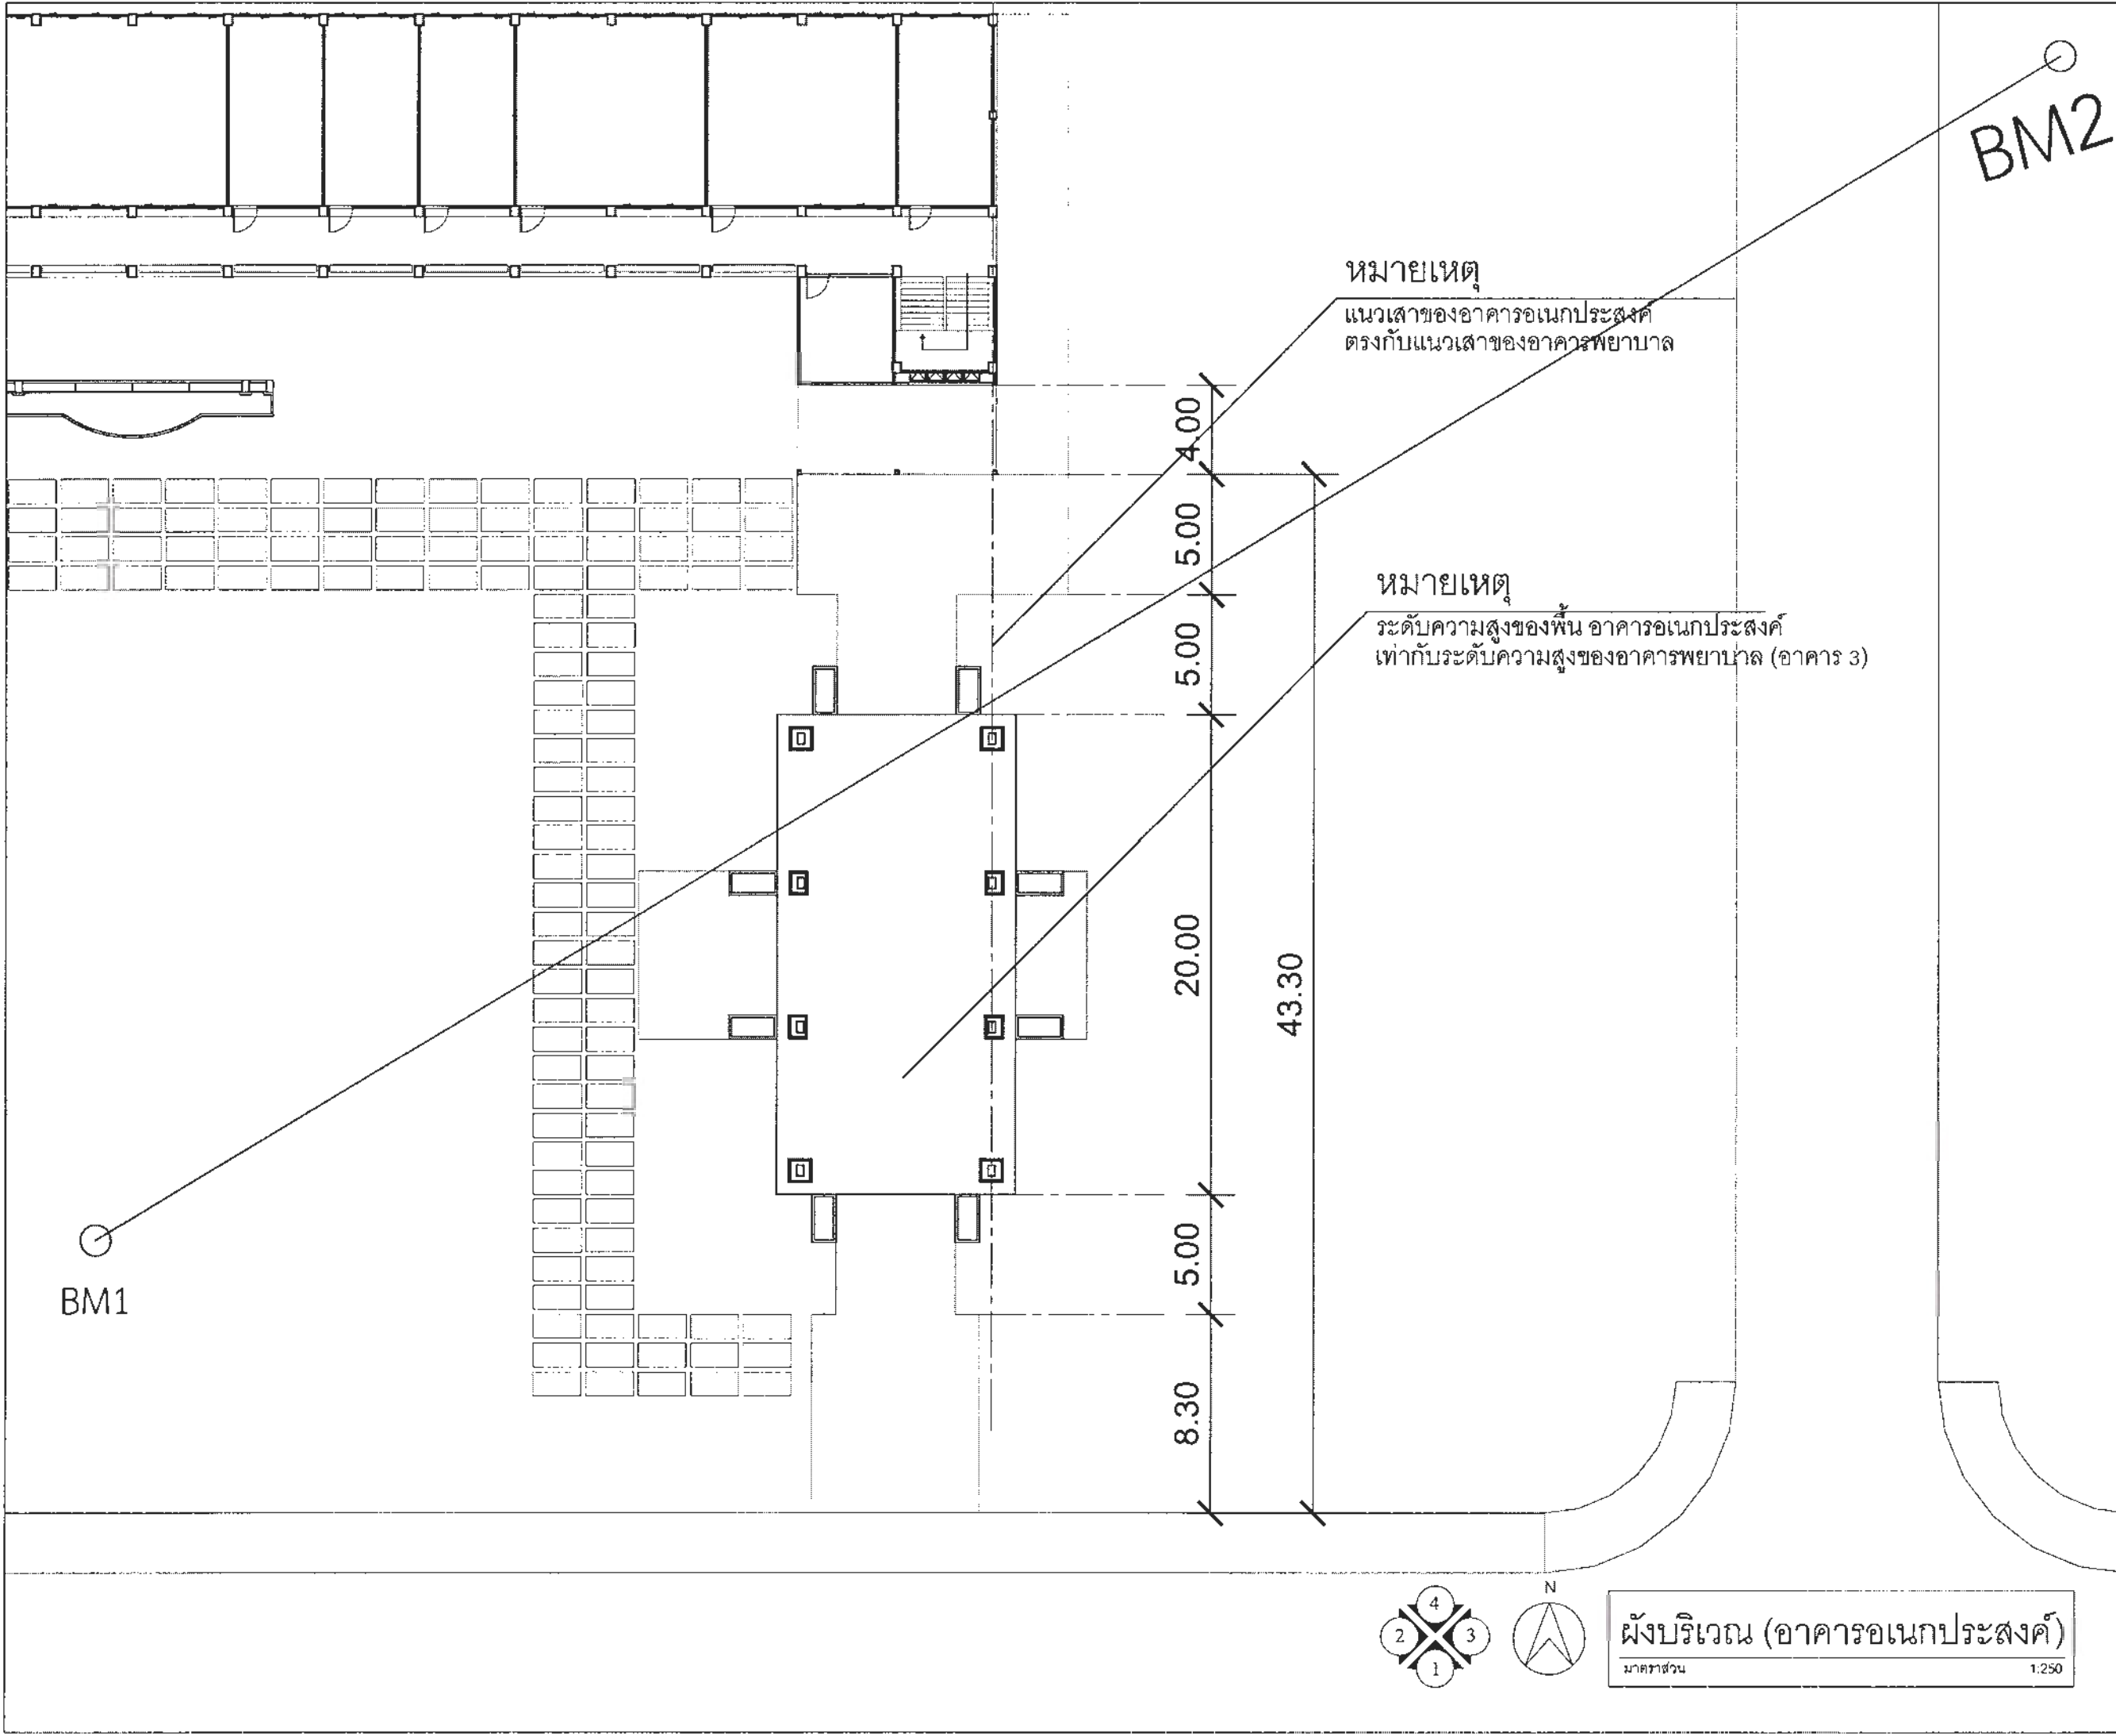 BM2
หมายเหตุ
แนวเสาของอาคารอเนกประสงค์
ตรงกับแนวเสาของอาคารพยาบาล
4.00
5.00
หมายเหตุ
ระดับความสูงของพื้น อาคารอเนกประสงค์
เท่ากับระดับความสูงของอาคารพยาบาล (อาคาร 3)
5.00
20.00
43.30
5.00
BM1
8.30
N
4
2
3
1
ผังบริเวณ (อาคารอเนกประสงค์)
มาตราส่วน 1:250